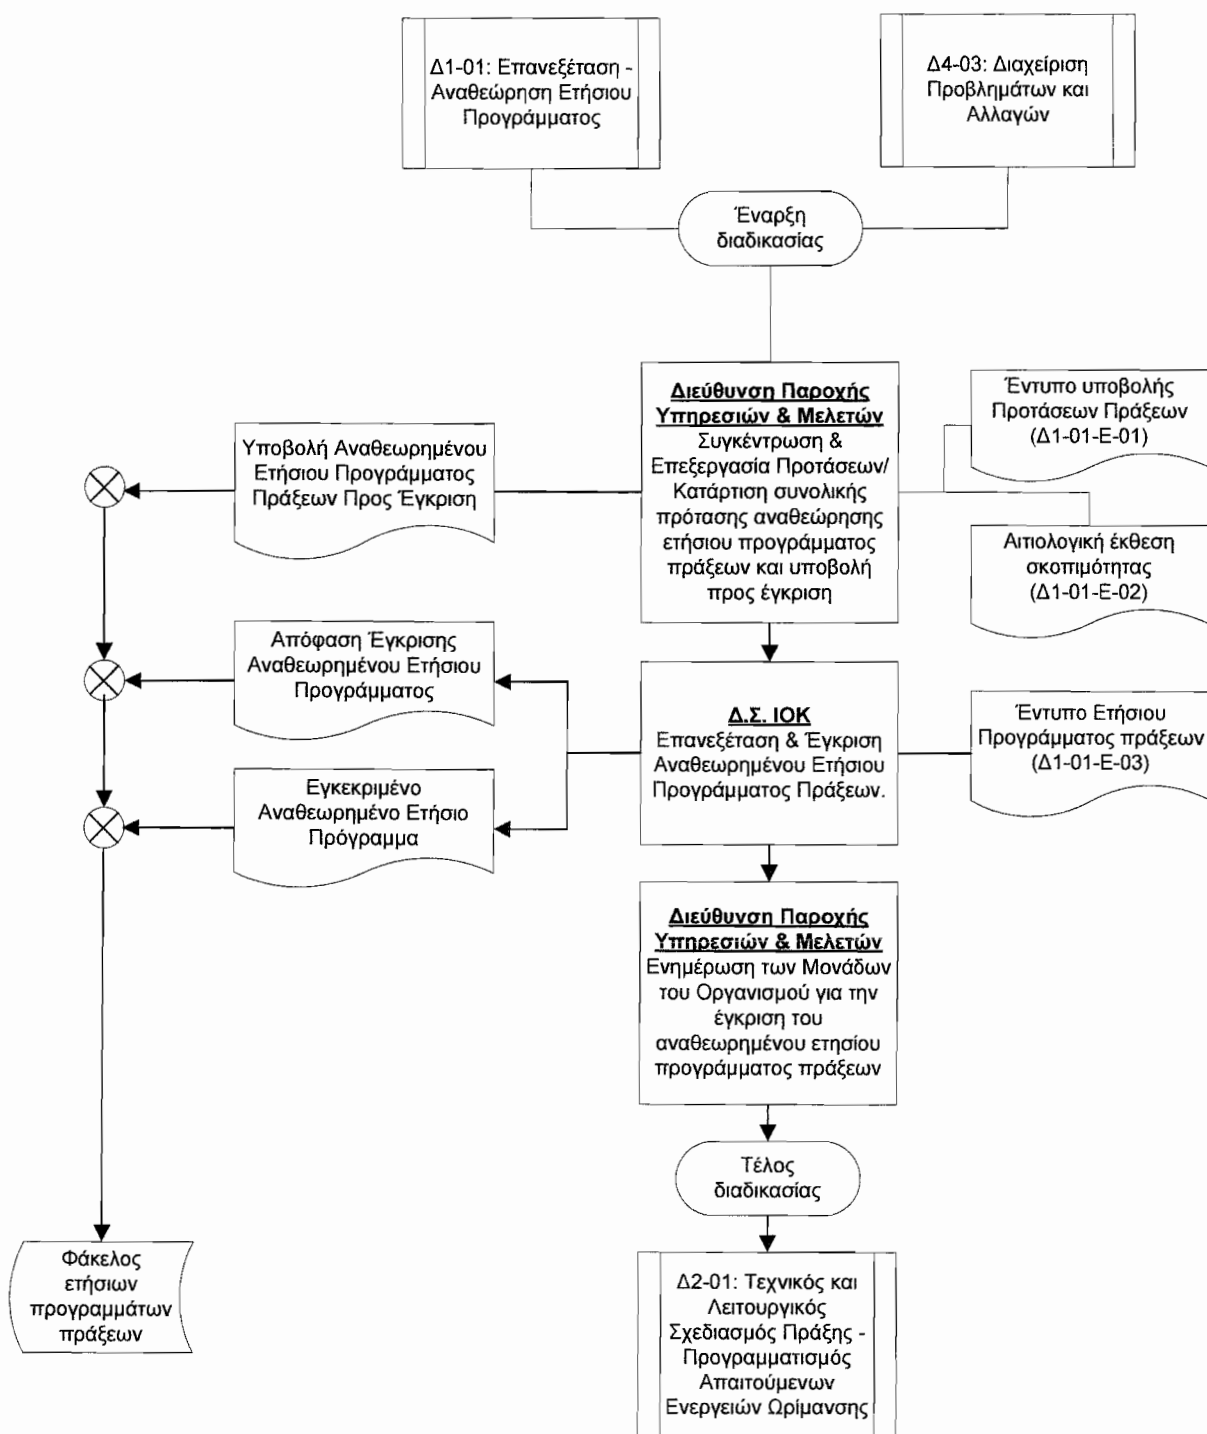 Δ1-01: Επανεξέταση -
Αναθεώρηση Ετήσιου
Προγράμματος
Δ4-03: Διαχείριση
Προβλημάτων και
Αλλαγών
Έναρξη
διαδικασίας
Διεύθυνση Παροχής
Υπηρεσιών & Μελετών
Συγκέντρωση &
Επεξεργασία Προτάσεων/
Κατάρτιση συνολικής
πρότασης αναθεώρησης
ετήσιου προγράμματος
πράξεων και υποβολή
προς έγκριση
Έντυπο υποβολής
Προτάσεων Πράξεων
(Δ1-01-Ε-01)
Υποβολή Αναθεωρημένου
Ετήσιου Προγράμματος
Πράξεων Προς Έγκριση
Αιτιολογική έκθεση
σκοπιμότητας
(Δ1-01-Ε-02)
Απόφαση Έγκρισης
Αναθεωρημένου Ετήσιου
Προγράμματος
Δ.Σ. ΙΟΚ
Επανεξέταση & Έγκριση
Αναθεωρημένου Ετήσιου
Προγράμματος Πράξεων.
Έντυπο Ετήσιου
Προγράμματος πράξεων
(Δ1-01-Ε-03)
Εγκεκριμένο
Αναθεωρημένο Ετήσιο
Πρόγραμμα
Διεύθυνση Παροχής
Υπηρεσιών & Μελετών
Ενημέρωση των Μονάδων
του Οργανισμού για την
έγκριση του
αναθεωρημένου ετησίου
προγράμματος πράξεων
Τέλος
διαδικασίας
Φάκελος
ετήσιων
προγραμμάτων
πράξεων
Δ2-01: Τεχνικός και
Λειτουργικός
Σχεδιασμός Πράξης -
Προγραμματισμός
Απαιτούμενων
Ενεργειών Ωρίμανσης